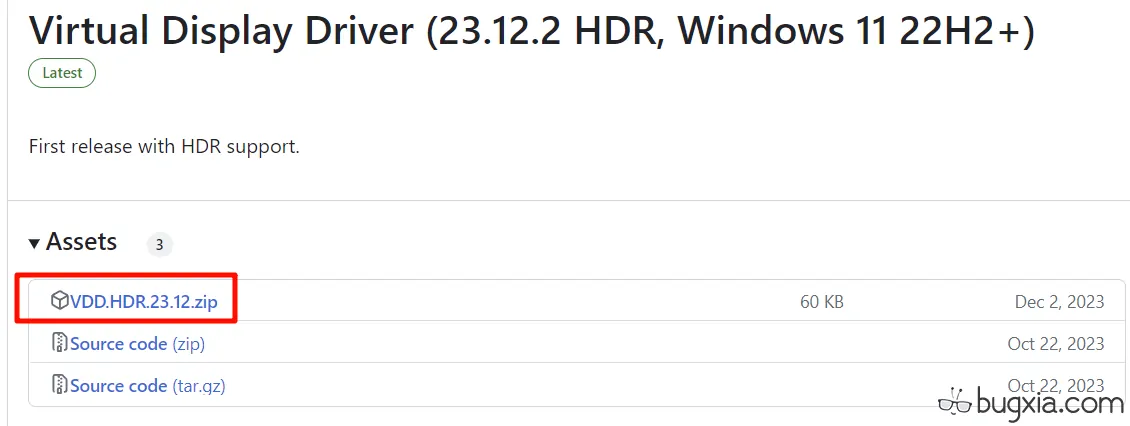 Virtual Display Driver (23.12.2 HDR, Windows 11 22H2+)
Latest
First release with HDR support.
Assets 3
VDD.HDR.23.12.zip 60 KB Dec 2, 2023
Source code (zip) Oct 22, 2023
Source code (tar.gz) Oct 22, 2023
bugxia.com